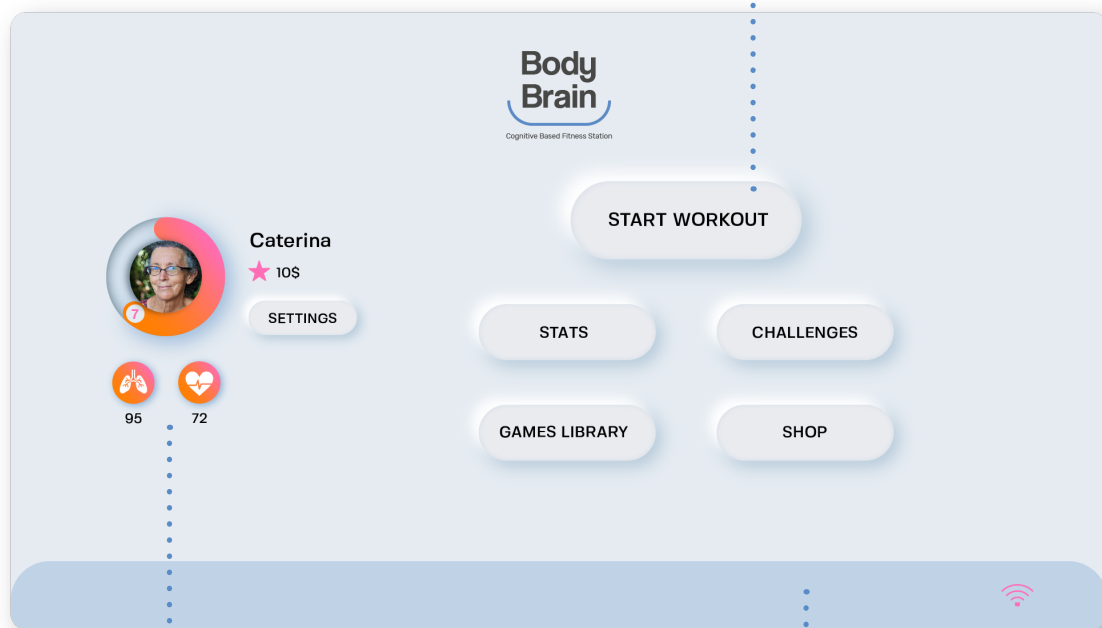 Body
Brain
Cognitive Based Fitness Station
START WORKOUT
Caterina
10$
SETTINGS
7
95
72
STATS
CHALLENGES
GAMES LIBRARY
SHOP